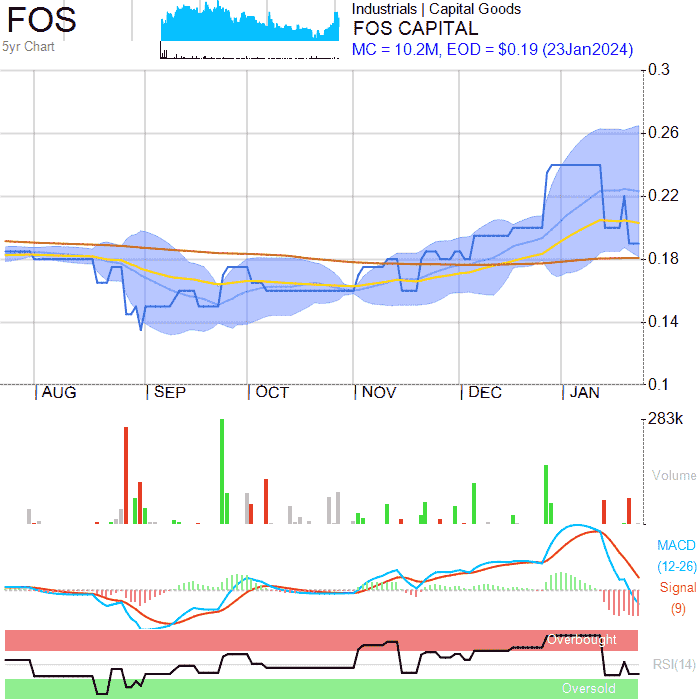 FOS
5yr Chart
Industrials | Capital Goods
FOS CAPITAL
MC = 10.2M, EOD = $0.19 (23Jan2024)
0.3
0.26
0.22
0.18
0.14
0.1
AUG SEP OCT NOV DEC JAN
283k
Volume
MACD
(12-26)
Signal
(9)
Overbought
RSI(14)
Oversold